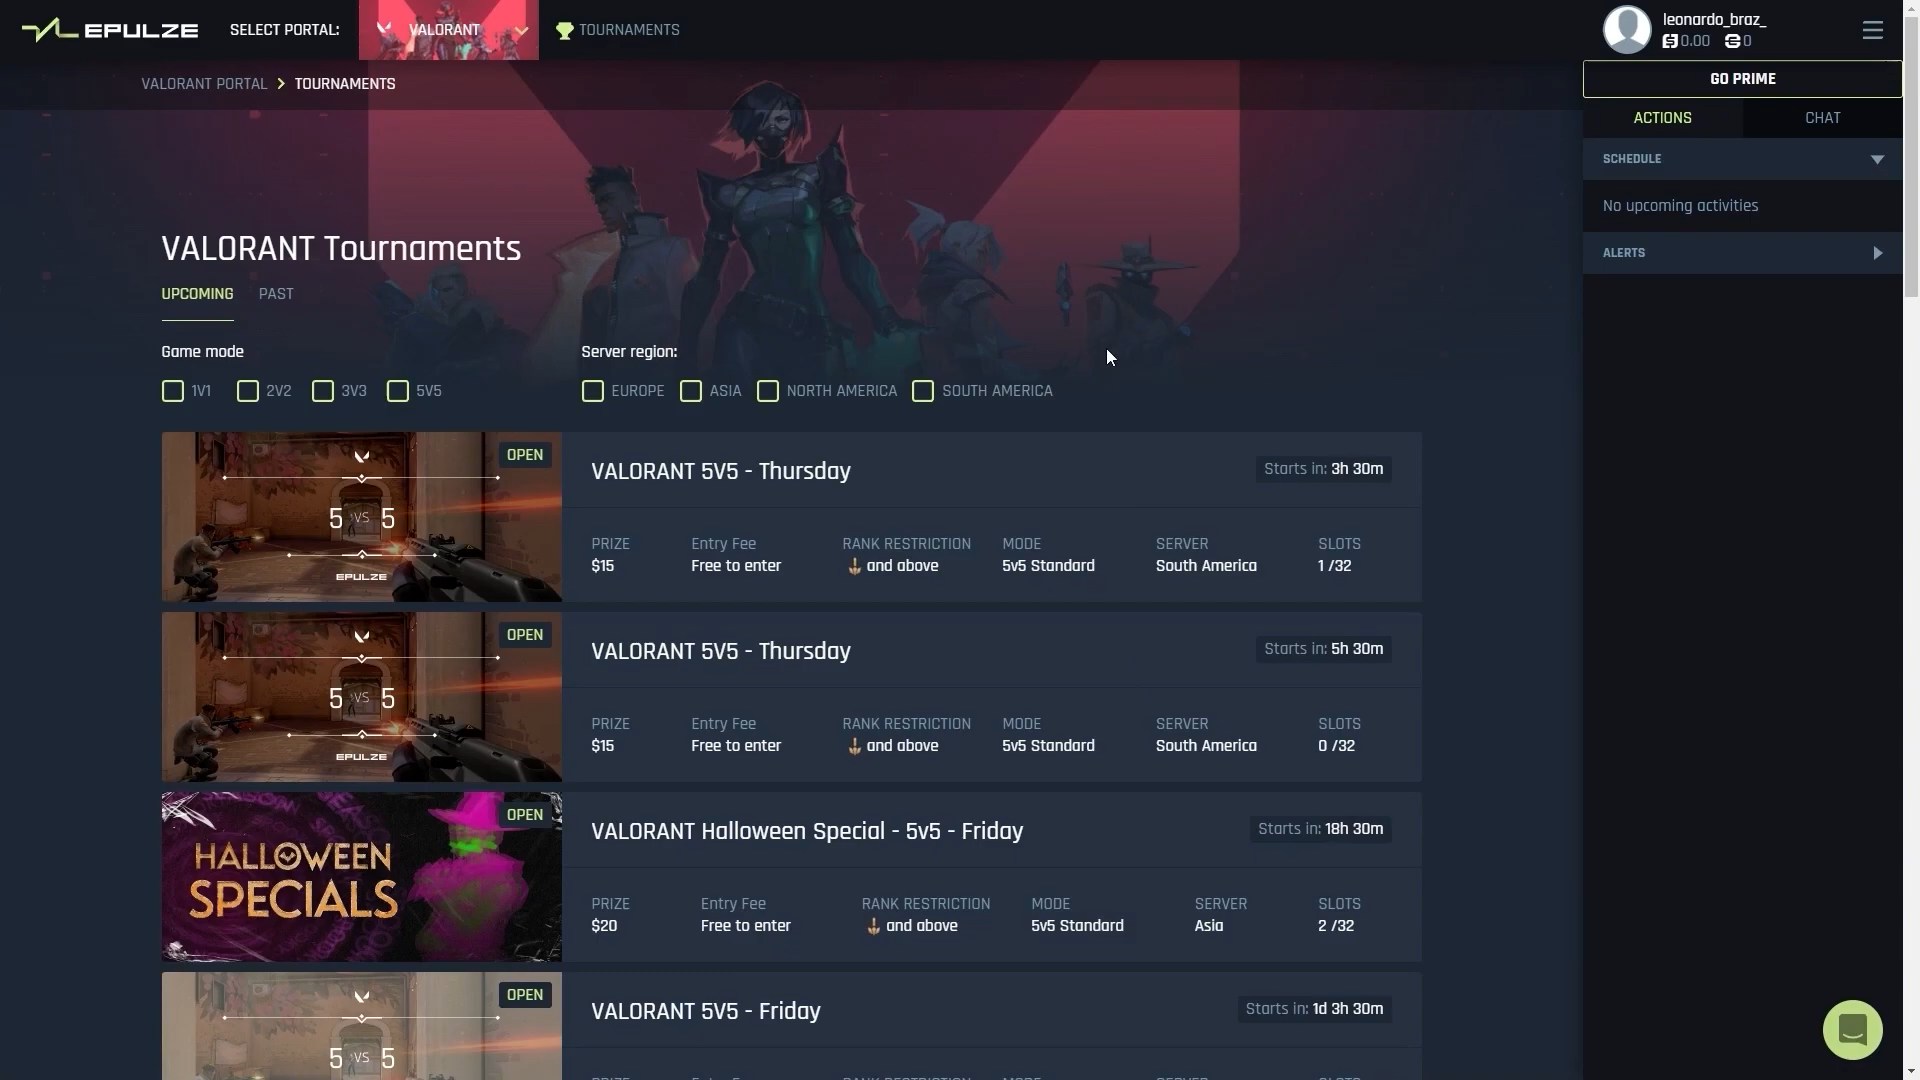 EPULZE
SELECT PORTAL:
VALORANT
TOURNAMENTS
leonardo_braz_
0.00 0
VALORANT PORTAL > TOURNAMENTS
GO PRIME
ACTIONS
CHAT
SCHEDULE
No upcoming activities
ALERTS
VALORANT Tournaments
UPCOMING
PAST
Game mode
Server region:
1V1
2V2
3V3
5V5
EUROPE
ASIA
NORTH AMERICA
SOUTH AMERICA
OPEN
5 VS 5
EPULZE
VALORANT 5V5 - Thursday
Starts in: 3h 30m
PRIZE
Entry Fee
RANK RESTRICTION
MODE
SERVER
SLOTS
$15
Free to enter
and above
5v5 Standard
South America
1 /32
OPEN
5 VS 5
EPULZE
VALORANT 5V5 - Thursday
Starts in: 5h 30m
PRIZE
Entry Fee
RANK RESTRICTION
MODE
SERVER
SLOTS
$15
Free to enter
and above
5v5 Standard
South America
0 /32
OPEN
HALLOWEEN
SPECIALS
VALORANT Halloween Special - 5v5 - Friday
Starts in: 18h 30m
PRIZE
Entry Fee
RANK RESTRICTION
MODE
SERVER
SLOTS
$20
Free to enter
and above
5v5 Standard
Asia
2 /32
OPEN
5 VS 5
VALORANT 5V5 - Friday
Starts in: 1d 3h 30m